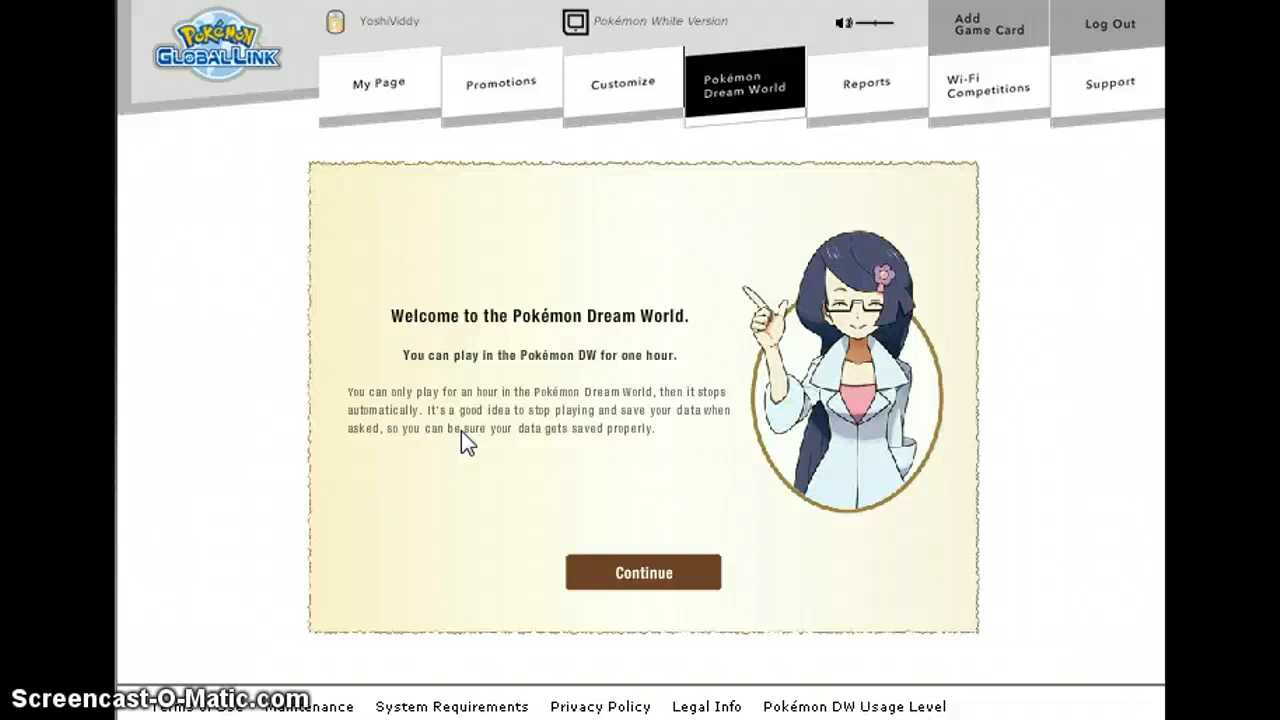 Pokémon
GLOBAL LINK
YoshiViddy
Pokémon White Version
Add
Game Card
Log Out
My Page
Promotions
Customize
Pokémon
Dream World
Reports
Wi-Fi
Competitions
Support
Welcome to the Pokémon Dream World.
You can play in the Pokémon DW for one hour.
You can only play for an hour in the Pokémon Dream World, then it stops
automatically. It's a good idea to stop playing and save your data when
asked, so you can be sure your data gets saved properly.
Continue
Screencast-O-Matic.com
Terms of Use Maintenance System Requirements Privacy Policy Legal Info Pokémon DW Usage Level